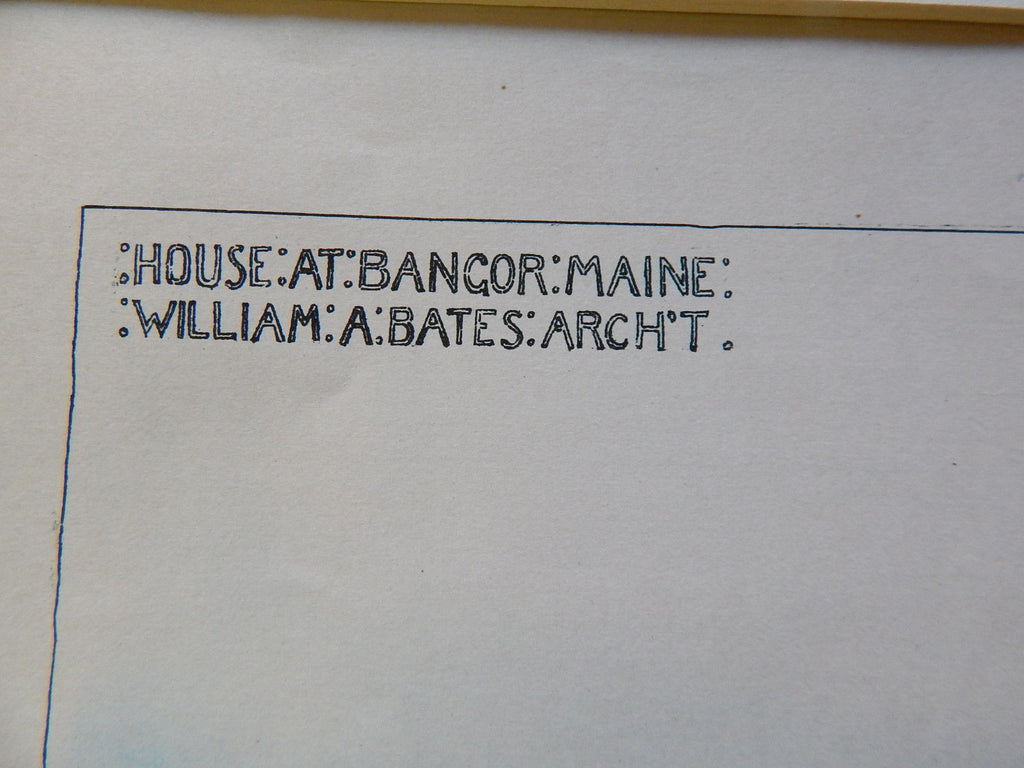 :HOUSE:AT:BANGOR:MAINE:
:WILLIAM:A:BATES:ARCH'T.